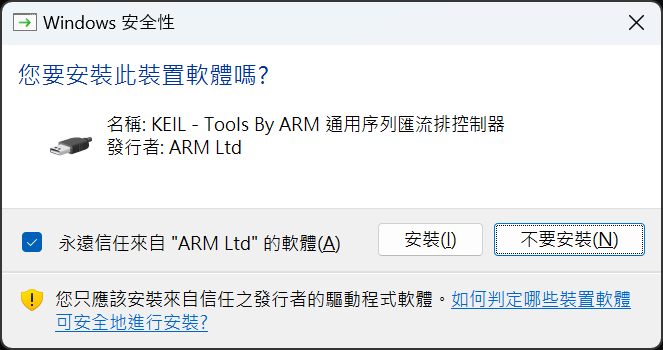 Windows 安全性
您要安裝此裝置軟體嗎?
名稱: KEIL - Tools By ARM 通用序列匯流排控制器
發行者: ARM Ltd
永遠信任來自 "ARM Ltd" 的軟體(A)
安裝(I)
不要安裝(N)
您只應該安裝來自信任之發行者的驅動程式軟體。如何判定哪些裝置軟體
可安全地進行安裝?